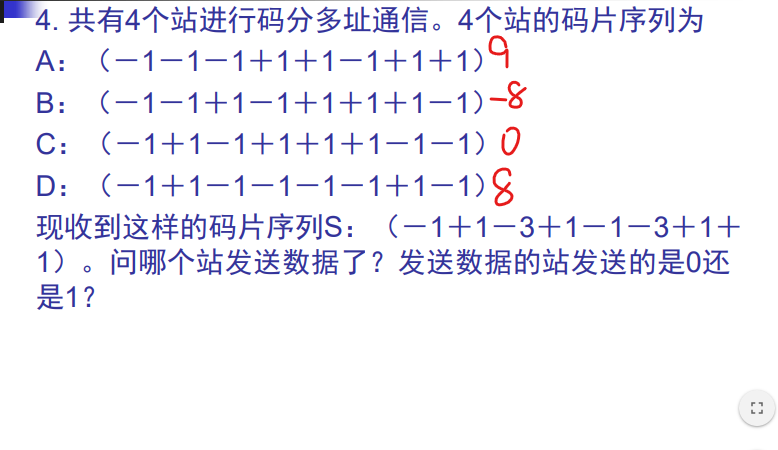 4. 共有4个站进行码分多址通信。4个站的码片序列为
A：（－1－1－1＋1＋1－1＋1＋1）9
B：（－1－1＋1－1＋1＋1＋1－1）-8
C：（－1＋1－1＋1＋1＋1－1－1）0
D：（－1＋1－1－1－1－1＋1－1）8
现收到这样的码片序列S：（－1＋1－3＋1－1－3＋1＋
1）。问哪个站发送数据了？发送数据的站发送的是0还
是1？